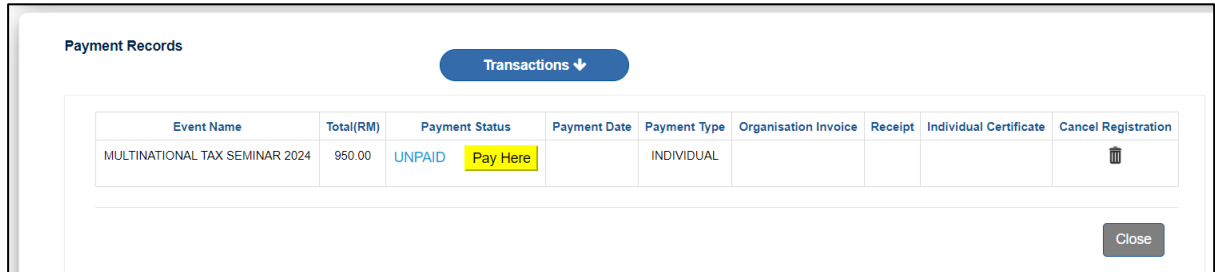 Payment Records
Transactions
Event Name Total(RM) Payment Status Payment Date Payment Type Organisation Invoice Receipt Individual Certificate Cancel Registration
MULTINATIONAL TAX SEMINAR 2024 950.00 UNPAID Pay Here INDIVIDUAL
Close